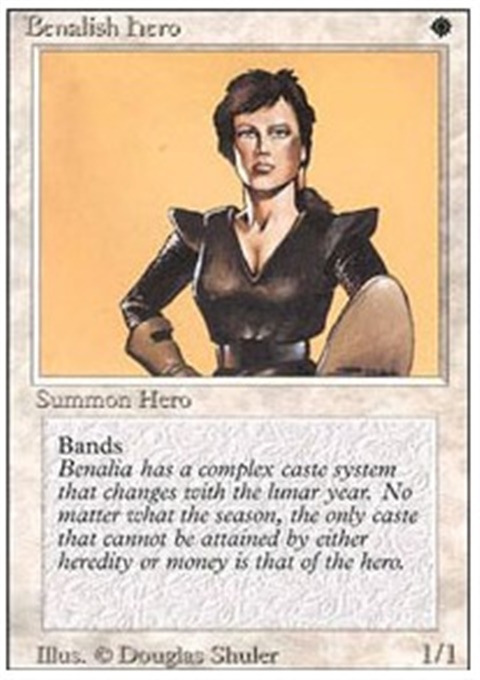 Benalish Hero
Summon Hero
Bands
Benalia has a complex caste system
that changes with the lunar year. No
matter what the season, the only caste
that cannot be attained by either
heredity or money is that of the hero.
Illus. © Douglas Shuler 1/1